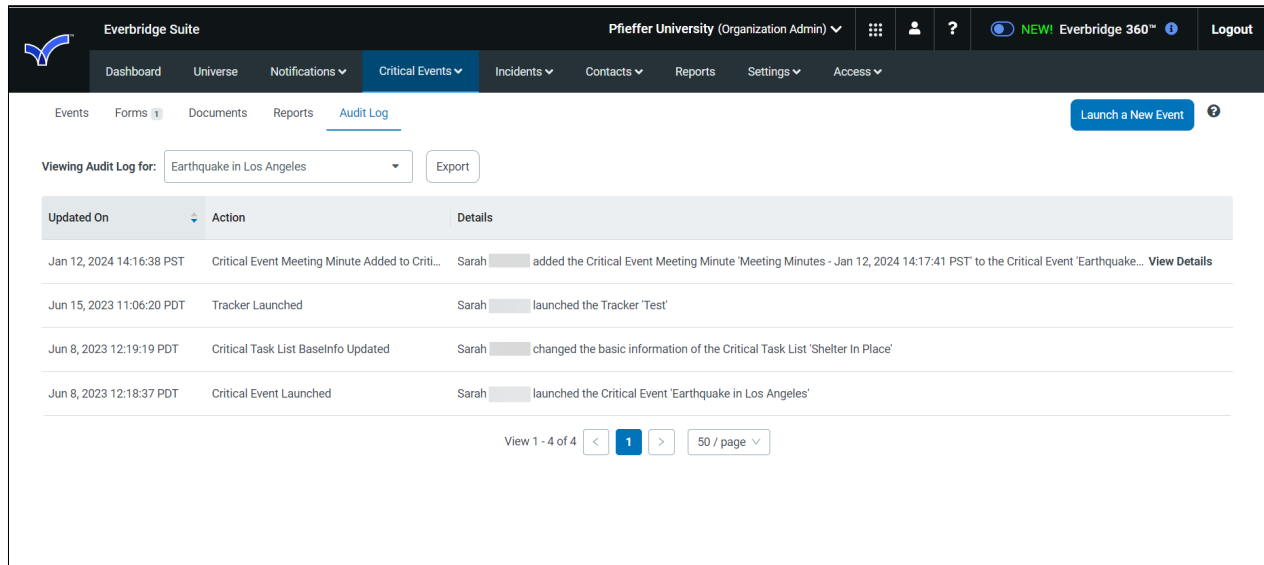 Everbridge Suite
Pfieffer University (Organization Admin)
?
NEW! Everbridge 360™
Logout
Dashboard Universe Notifications Critical Events Incidents Contacts Reports Settings Access
Events Forms 1 Documents Reports Audit Log
Launch a New Event
Viewing Audit Log for: Earthquake in Los Angeles Export
Updated On Action Details
Jan 12, 2024 14:16:38 PST Critical Event Meeting Minute Added to Criti... Sarah added the Critical Event Meeting Minute 'Meeting Minutes - Jan 12, 2024 14:17:41 PST' to the Critical Event 'Earthquake... View Details
Jun 15, 2023 11:06:20 PDT Tracker Launched Sarah launched the Tracker 'Test'
Jun 8, 2023 12:19:19 PDT Critical Task List BaseInfo Updated Sarah changed the basic information of the Critical Task List 'Shelter In Place'
Jun 8, 2023 12:18:37 PDT Critical Event Launched Sarah launched the Critical Event 'Earthquake in Los Angeles'
View 1 - 4 of 4 < 1 > 50 / page